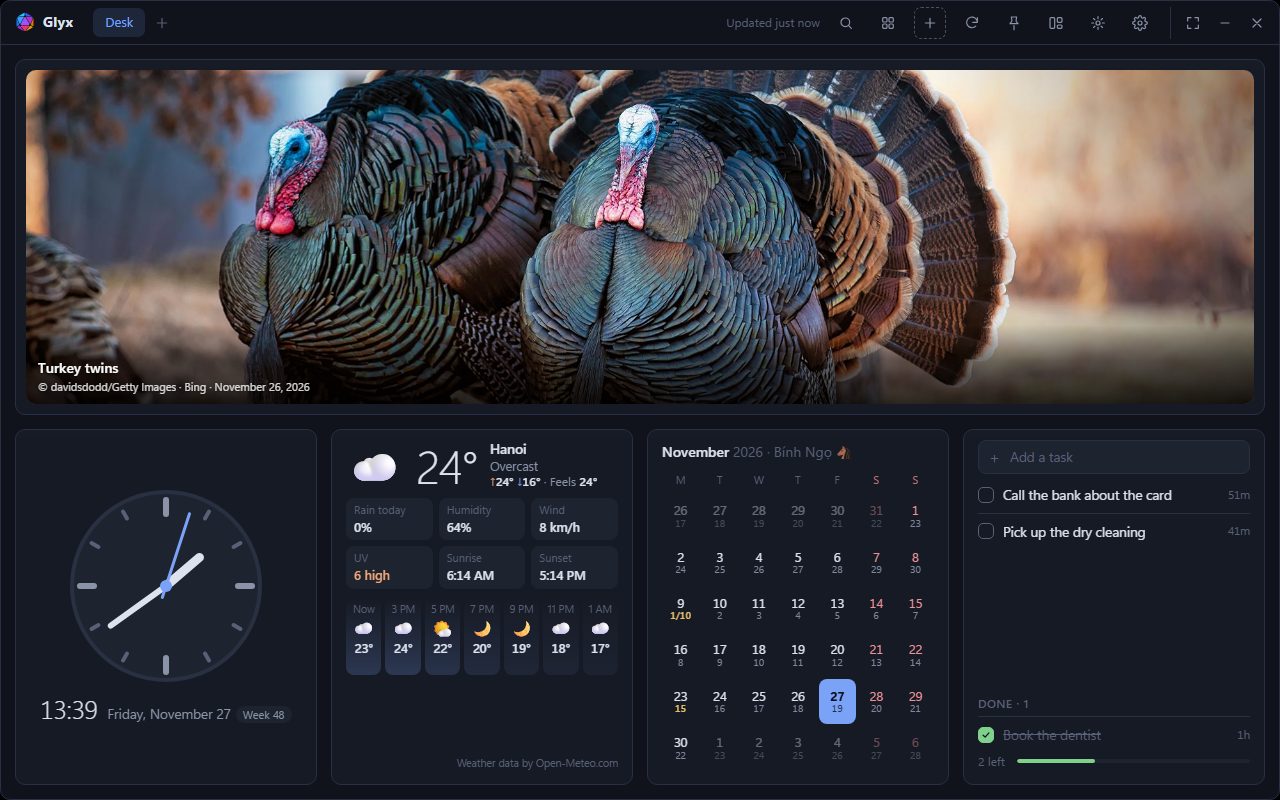 Glyx Desk Updated just now
Turkey twins
© davidsdodd/Getty Images · Bing · November 26, 2026
13:39 Friday, November 27 Week 48
24° Hanoi
Overcast
↑24° ↓16° · Feels 24°
Rain today Humidity Wind
0% 64% 8 km/h
UV Sunrise Sunset
6 high 6:14 AM 5:14 PM
Now 3 PM 5 PM 7 PM 9 PM 11 PM 1 AM
23° 24° 22° 20° 19° 18° 17°
Weather data by Open-Meteo.com
November 2026 · Bính Ngọ
M T W T F S S
26 27 28 29 30 31 1
17 18 19 20 21 22 23
2 3 4 5 6 7 8
24 25 26 27 28 29 30
9 10 11 12 13 14 15
1/10 2 3 4 5 6 7
16 17 18 19 20 21 22
8 9 10 11 12 13 14
23 24 25 26 27 28 29
15 16 17 18 19 20 21
30 1 2 3 4 5 6
22 23 24 25 26 27 28
+ Add a task
Call the bank about the card 51m
Pick up the dry cleaning 41m
DONE · 1
Book the dentist 1h
2 left